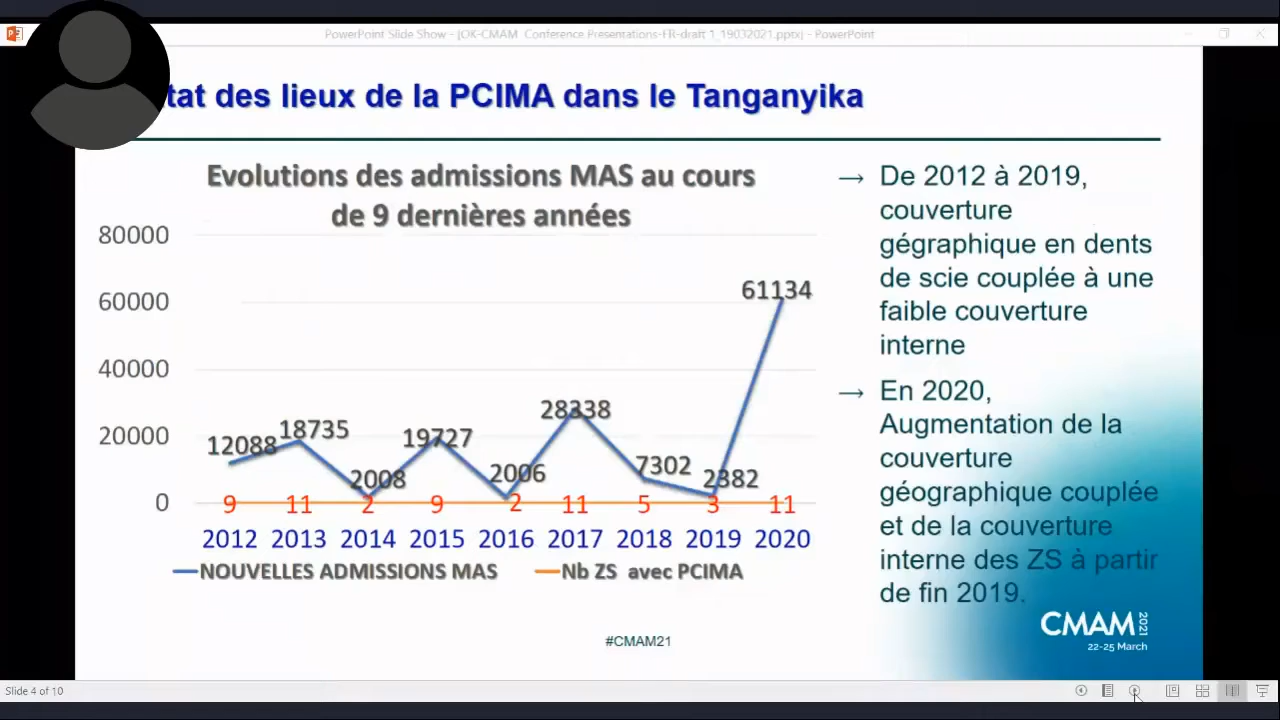 PowerPoint Slide Show - [OK-CMAM Conference Presentations-FR-draft 1_19032021.pptx] - PowerPoint
tat des lieux de la PCIMA dans le Tanganyika
Evolutions des admissions MAS au cours
de 9 dernières années
80000
60000
40000
20000
0
12088
18735
2008
19727
2006
28338
7302
2382
61134
9 11 2 9 2 11 5 3 11
2012 2013 2014 2015 2016 2017 2018 2019 2020
NOUVELLES ADMISSIONS MAS Nb ZS avec PCIMA
→ De 2012 à 2019,
couverture
gégraphique en dents
de scie couplée à une
faible couverture
interne
→ En 2020,
Augmentation de la
couverture
géographique couplée
et de la couverture
interne des ZS à partir
de fin 2019.
#CMAM21
CMAM 2021
22-25 March
Slide 4 of 10